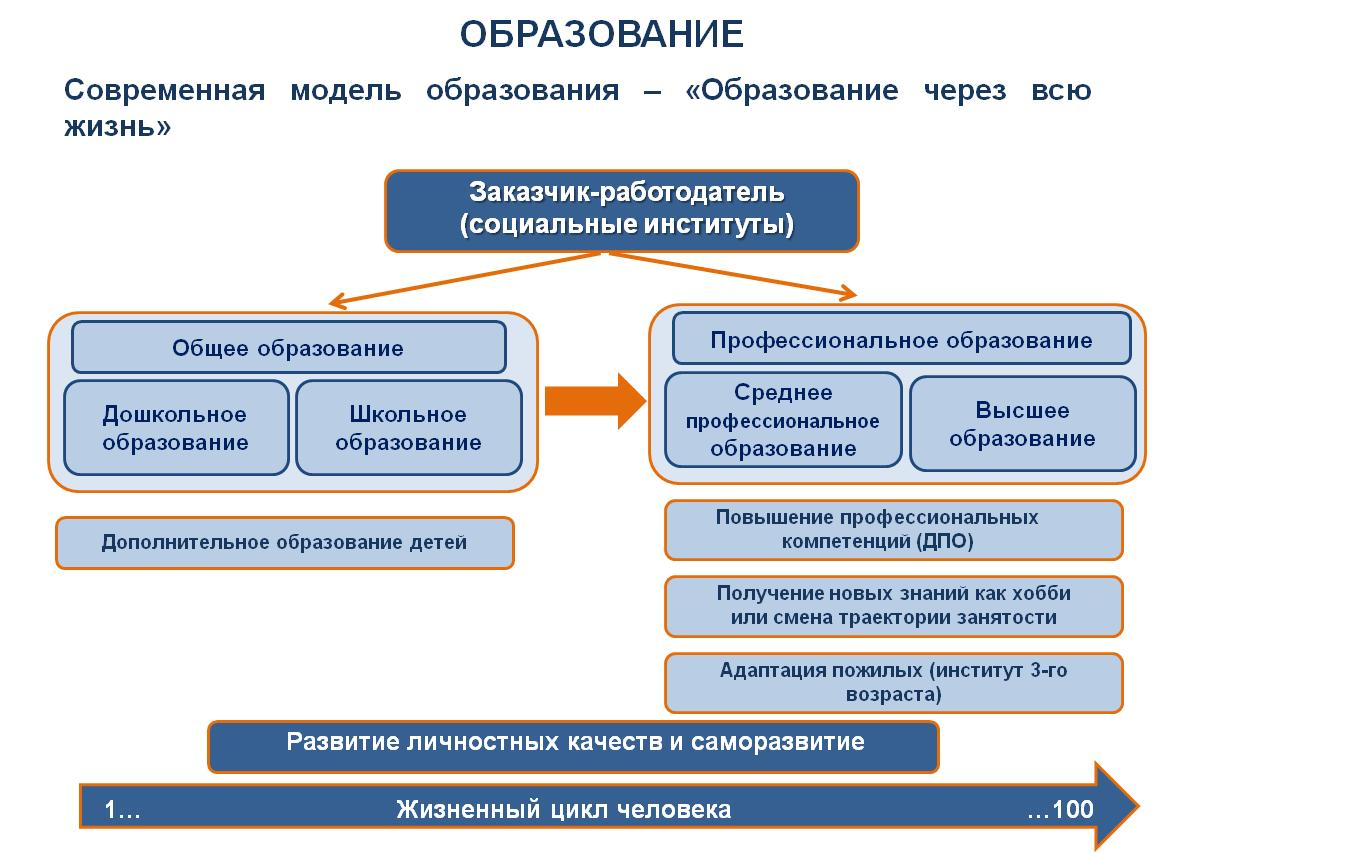 ОБРАЗОВАНИЕ
Современная модель образования – «Образование через всю
жизнь»
Заказчик-работодатель
(социальные институты)
Общее образование
Дошкольное
образование
Школьное
образование
Профессиональное образование
Среднее
профессиональное
образование
Высшее
образование
Дополнительное образование детей
Повышение профессиональных
компетенций (ДПО)
Получение новых знаний как хобби
или смена траектории занятости
Адаптация пожилых (институт 3-го
возраста)
Развитие личностных качеств и саморазвитие
1… Жизненный цикл человека …100